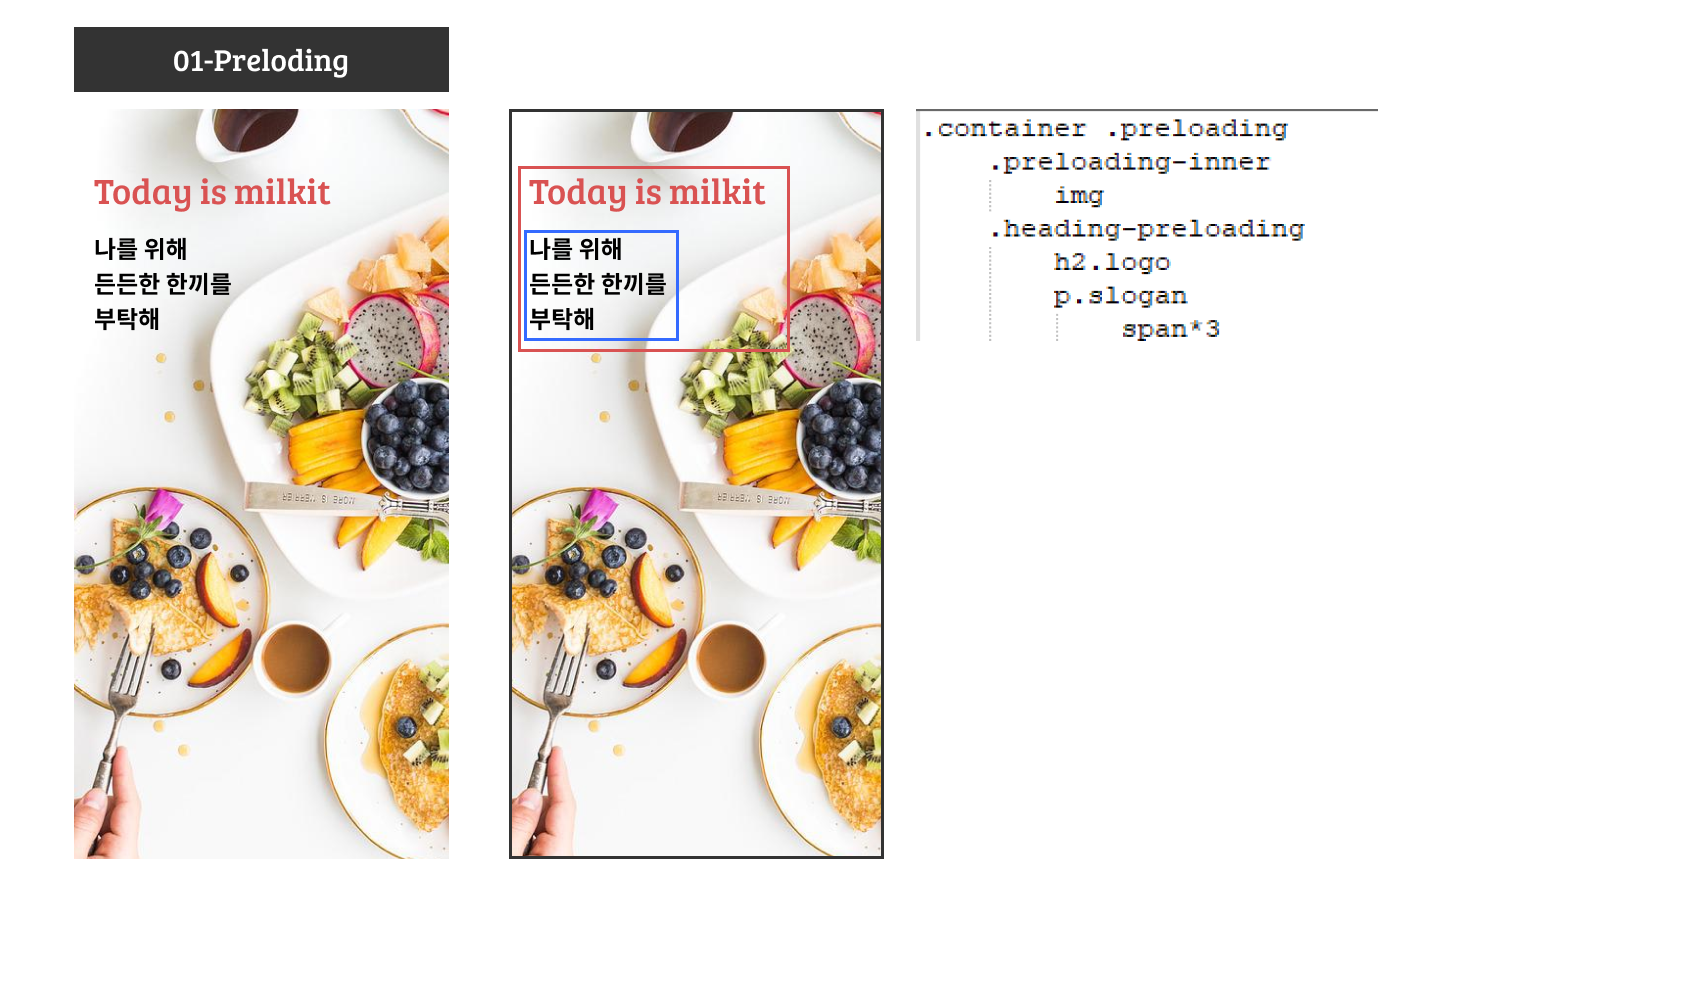 01-Preloding
Today is milkit
나를 위해
든든한 한끼를
부탁해
Today is milkit
나를 위해
든든한 한끼를
부탁해
.container .preloading
.preloading-inner
img
.heading-preloading
h2.logo
p.slogan
span*3